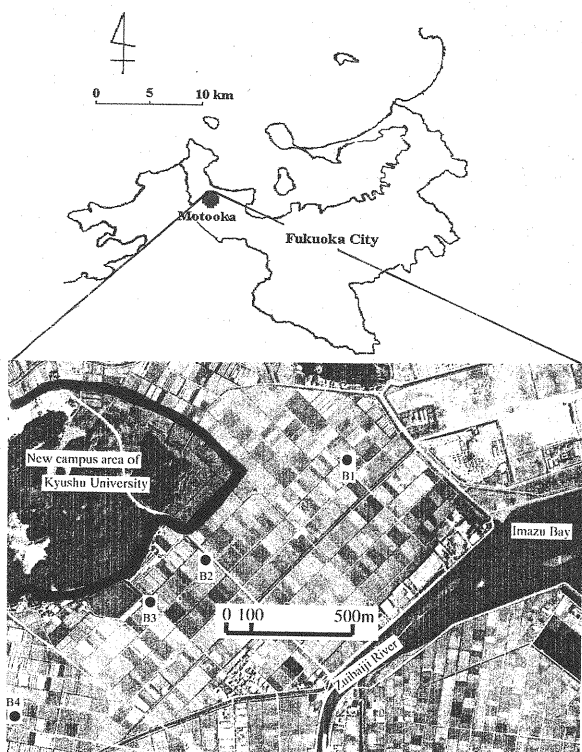 0 5 10 km
Motooka
Fukuoka City
New campus area of
Kyushu University
B1
Imazu Bay
B2
B3
0 100 500m
Zuibaiji River
B4